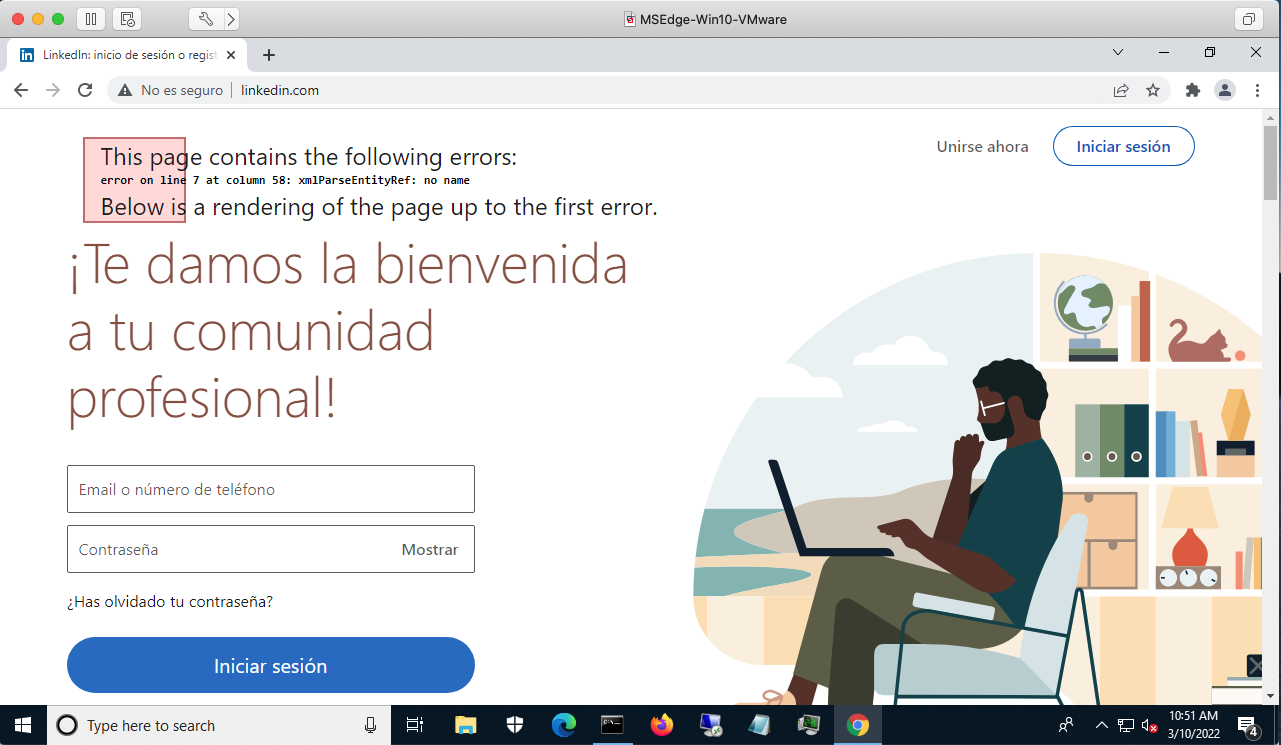 MSEdge-Win10-VMware
in LinkedIn: inicio de sesión o regist
No es seguro linkedin.com
Unirse ahora Iniciar sesión
This page contains the following errors:
error on line 7 at column 58: xmlParseEntityRef: no name
Below is a rendering of the page up to the first error.
¡Te damos la bienvenida
a tu comunidad
profesional!
Email o número de teléfono
Contraseña Mostrar
¿Has olvidado tu contraseña?
Iniciar sesión
Type here to search
10:51 AM
3/10/2022
4